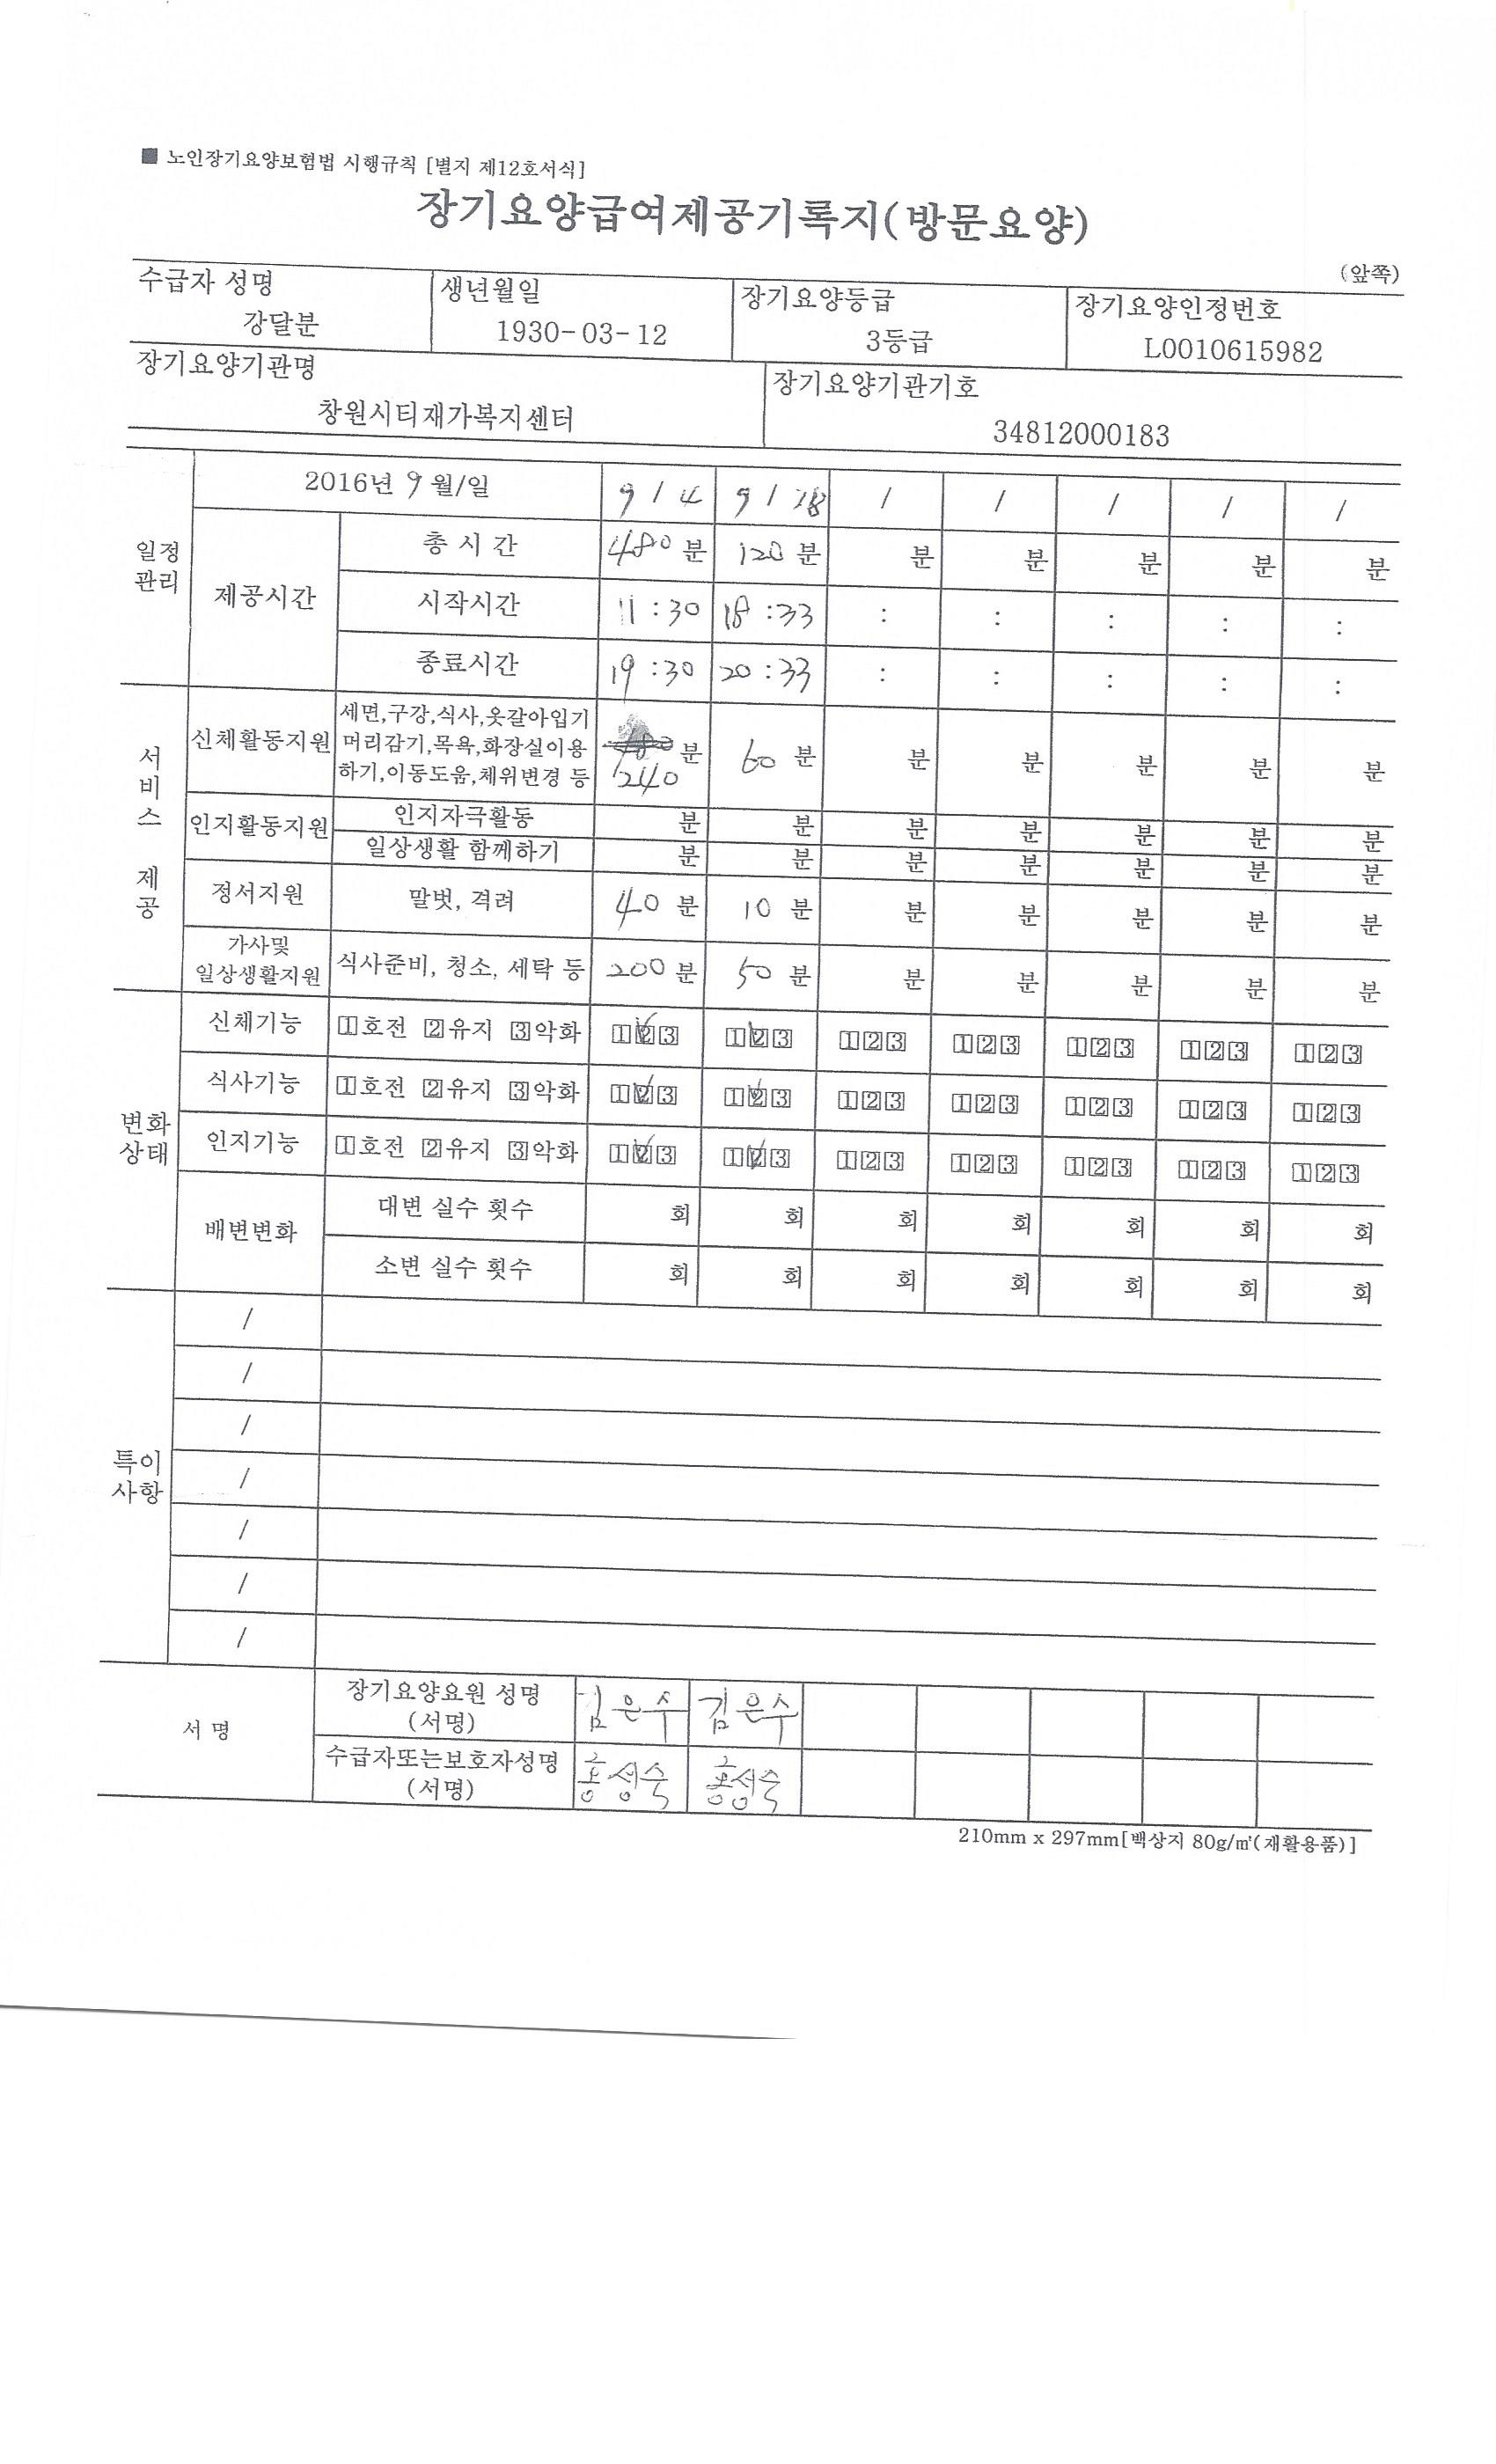 ■ 노인장기요양보험법 시행규칙 [별지 제12호서식]
장기요양급여제공기록지(방문요양)
(앞쪽)
수급자 성명 생년월일 장기요양등급 장기요양인정번호
강달분 1930-03-12 3등급 L0010615982
장기요양기관명 장기요양기관기호
창원시티재가복지센터 34812000183
일정 관리
2016년 9 월/일 9 / 4 9 / 18 / / / / /
제공시간
총 시 간 480 분 120 분 분 분 분 분 분
시작시간 11 : 30 18 : 33 : : : : :
종료시간 19 : 30 20 : 33 : : : : :
서비스 제공
신체활동지원
세면,구강,식사,옷갈아입기
머리감기,목욕,화장실이용
하기,이동도움,체위변경 등
240 분 60 분 분 분 분 분 분
인지활동지원
인지자극활동 분 분 분 분 분 분 분
일상생활 함께하기 분 분 분 분 분 분 분
정서지원 말벗, 격려 40 분 10 분 분 분 분 분 분
가사및
일상생활지원 식사준비, 청소, 세탁 등 200 분 50 분 분 분 분 분 분
변화 상태
신체기능 1호전 2유지 3악화 123 123 123 123 123 123 123
식사기능 1호전 2유지 3악화 123 123 123 123 123 123 123
인지기능 1호전 2유지 3악화 123 123 123 123 123 123 123
배변변화
대변 실수 횟수 회 회 회 회 회 회 회
소변 실수 횟수 회 회 회 회 회 회 회
특이 사항
/
/
/
/
/
/
/
서 명
장기요양요원 성명
(서명)
김은수 김은수
수급자또는보호자성명
(서명)
홍성숙 홍성숙
210mm x 297mm[백상지 80g/㎡(재활용품)]